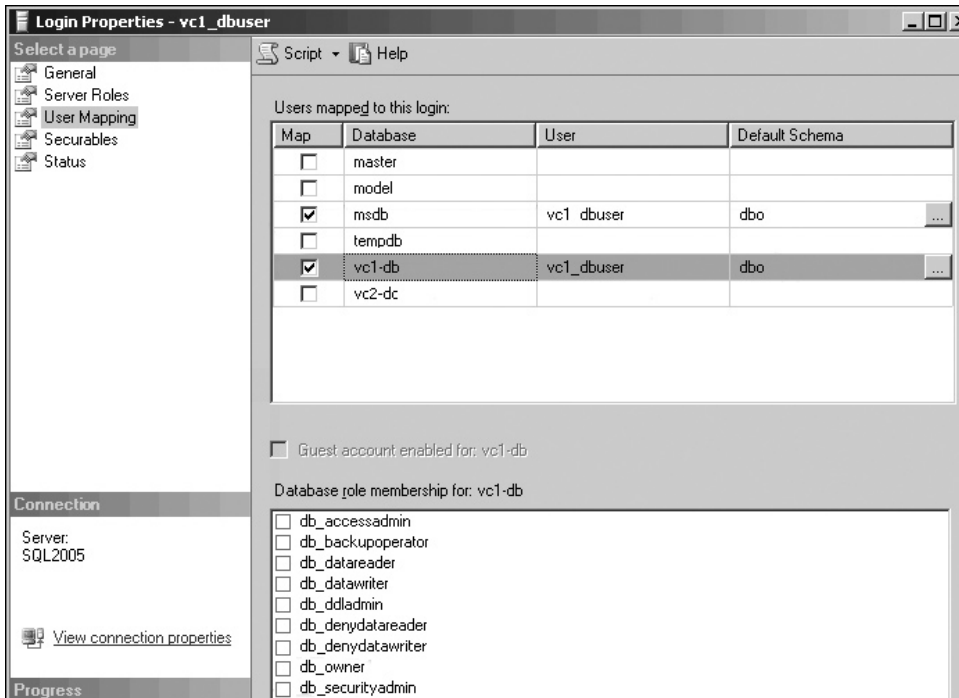 Login Properties - vc1_dbuser
Select a page
General
Server Roles
User Mapping
Securables
Status
Script
Help
Users mapped to this login:
Map Database User Default Schema
master
model
msdb vc1_dbuser dbo ...
tempdb
vc1-db vc1_dbuser dbo ...
vc2-dc
Guest account enabled for: vc1-db
Database role membership for: vc1-db
db_accessadmin
db_backupoperator
db_datareader
db_datawriter
db_ddladmin
db_denydatareader
db_denydatawriter
db_owner
db_securityadmin
Connection
Server:
SQL2005
View connection properties
Progress